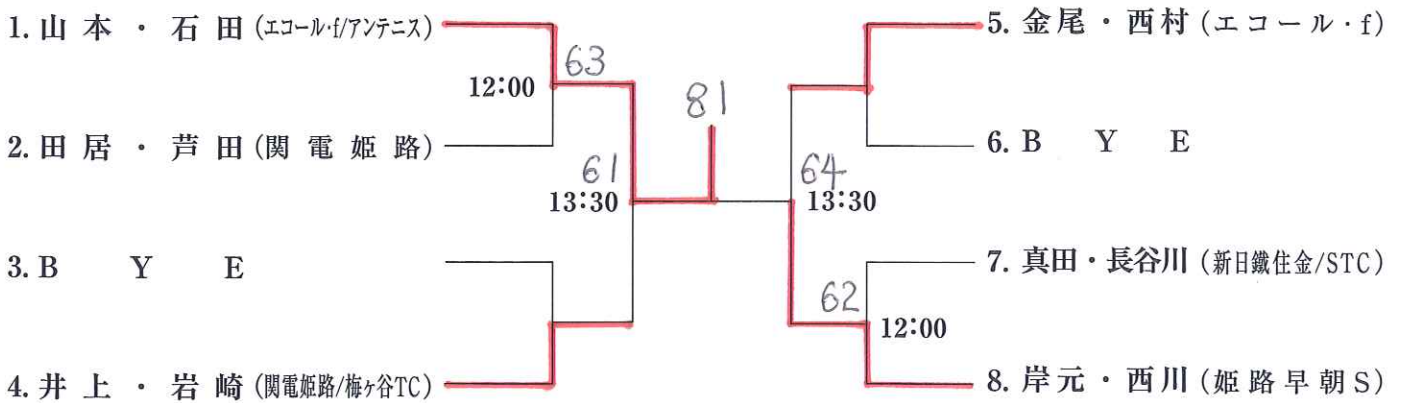 1. 山本・石田 (エコール・f/アンテニス)
63
12:00
2. 田居・芦田 (関電姫路)
61
13:30
3. BYE
4. 井上・岩崎 (関電姫路/梅ヶ谷TC)
81
5. 金尾・西村 (エコール・f)
6. BYE
64
13:30
7. 真田・長谷川 (新日鐵住金/STC)
62
12:00
8. 岸元・西川 (姫路早朝S)